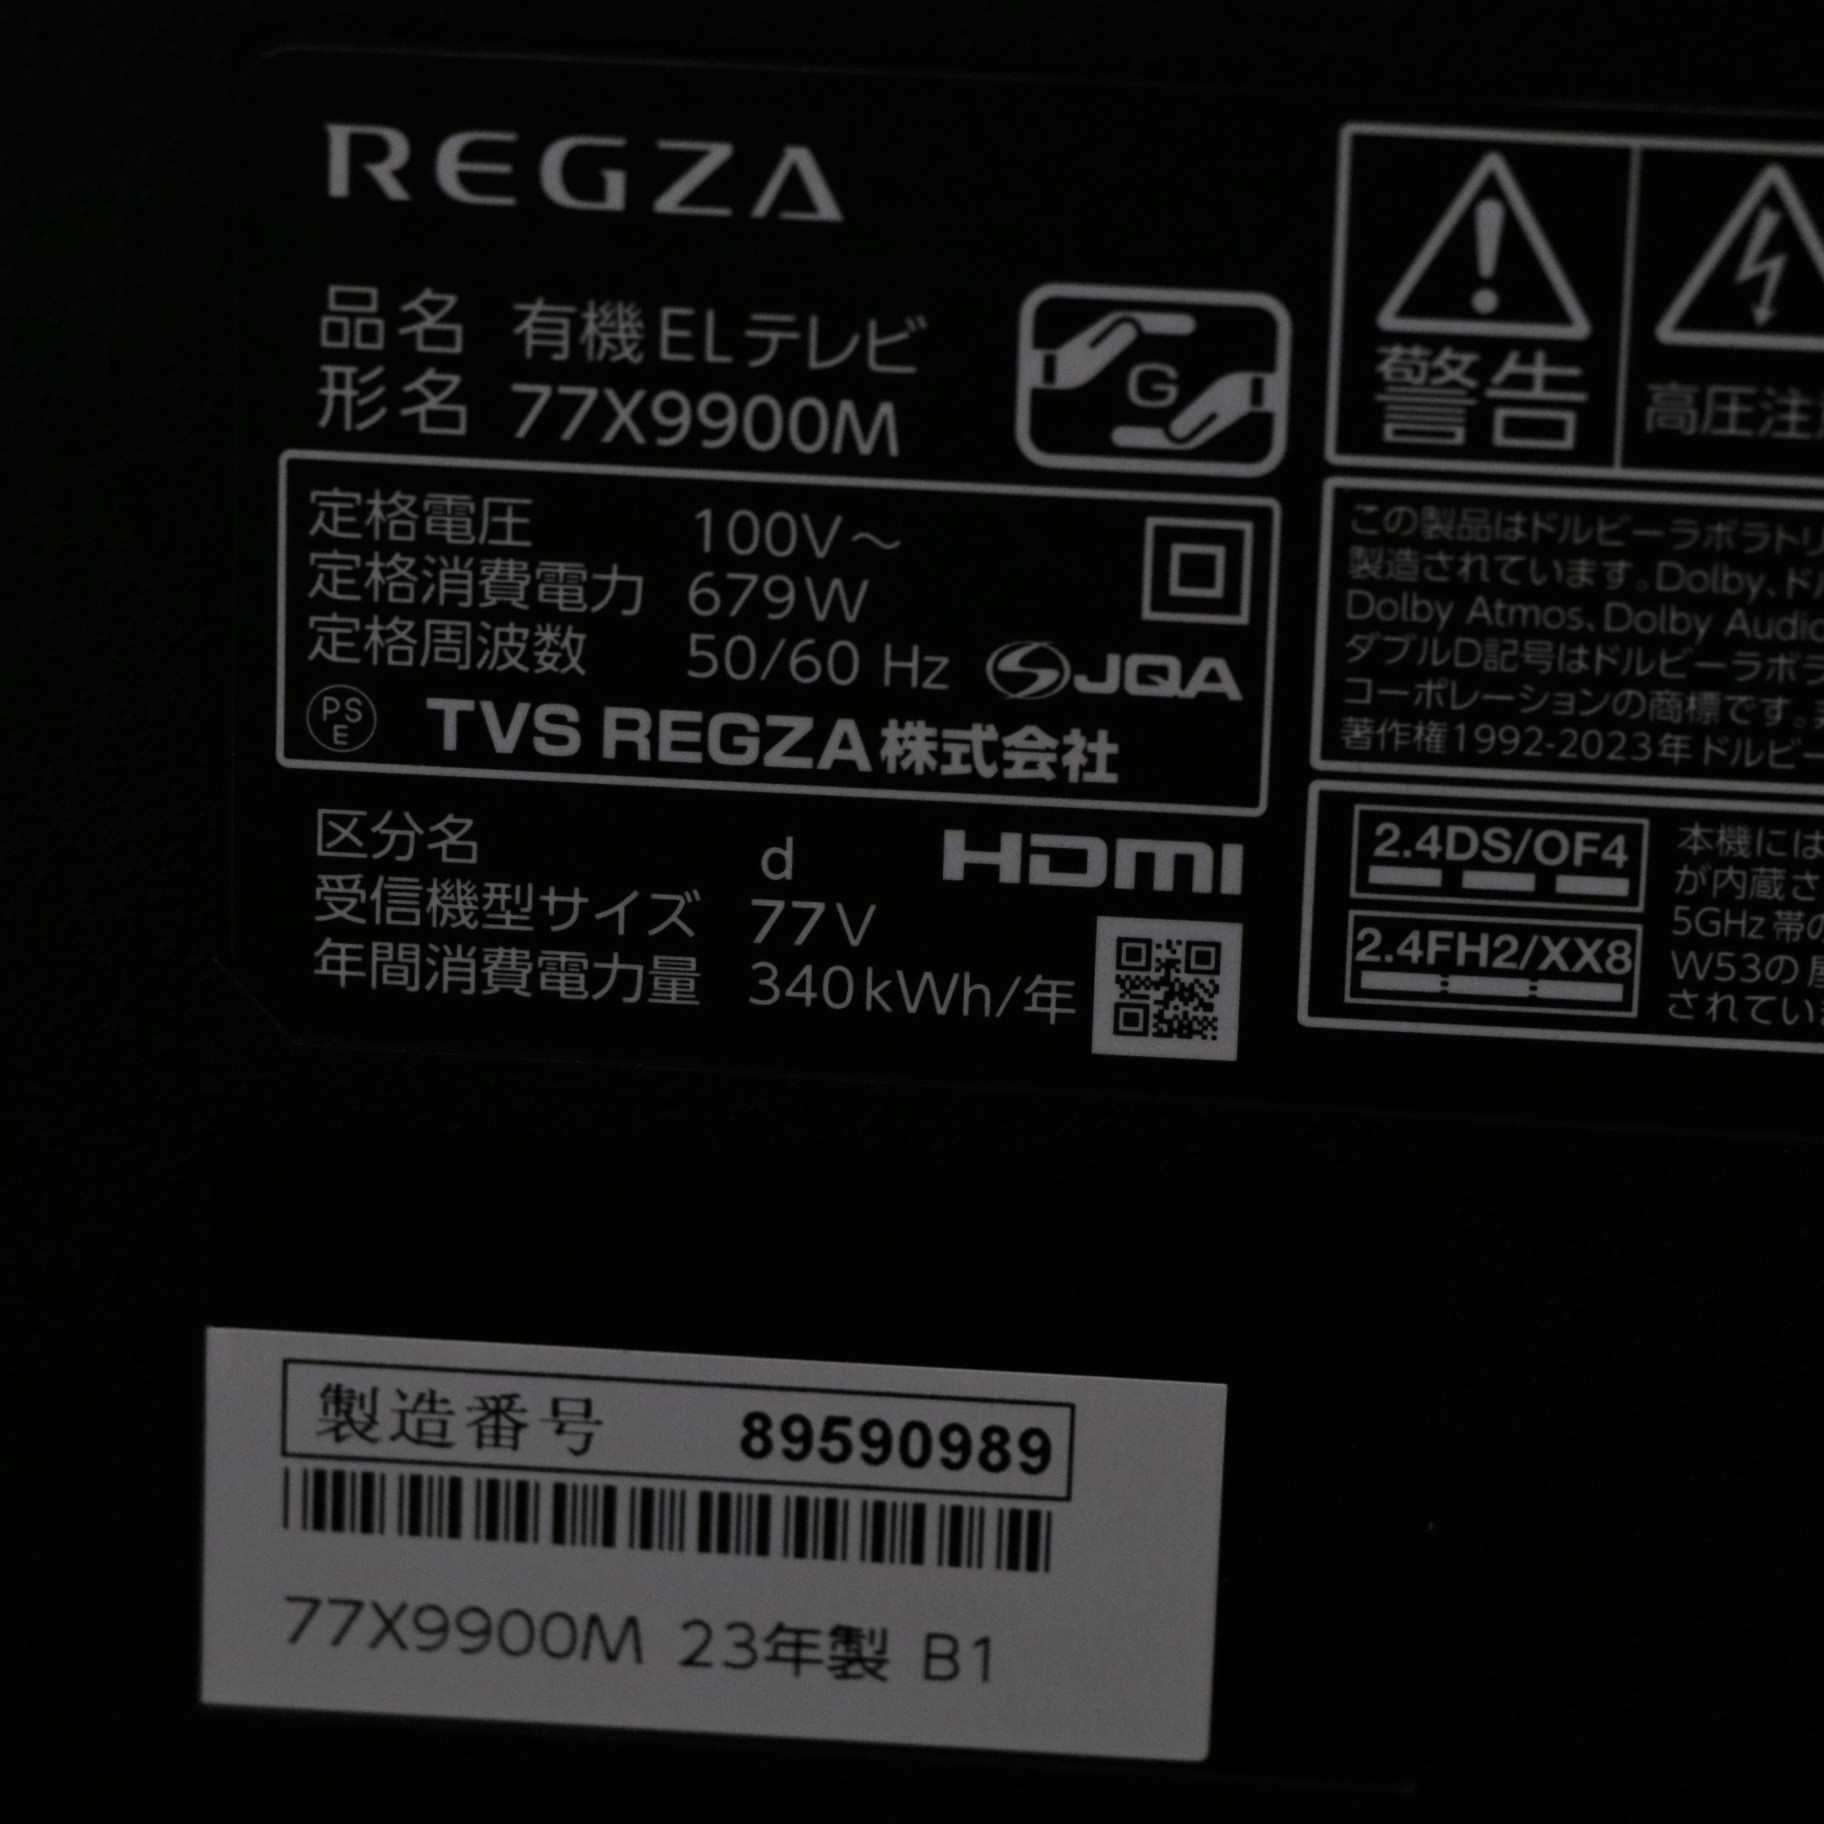 REGZA
品名 有機ELテレビ
形名 77X9900M
G
定格電圧 100V～
定格消費電力 679W
定格周波数 50/60 Hz
JQA
PS
E
TVS REGZA株式会社
区分名 d
HDMI
受信機型サイズ 77V
年間消費電力量 340kWh/年
警告
高圧注
この製品はドルビーラボラトリ
製造されています。Dolby、ド
Dolby Atmos、Dolby Audio
ダブルD記号はドルビーラボラ
コーポレーションの商標です。
著作権1992-2023年 ドルビー
2.4DS/OF4
2.4FH2/XX8
本機には
が内蔵さ
5GHz 帯の
W53の
されてい
製造番号 89590989
77X9900M 23年製 B1